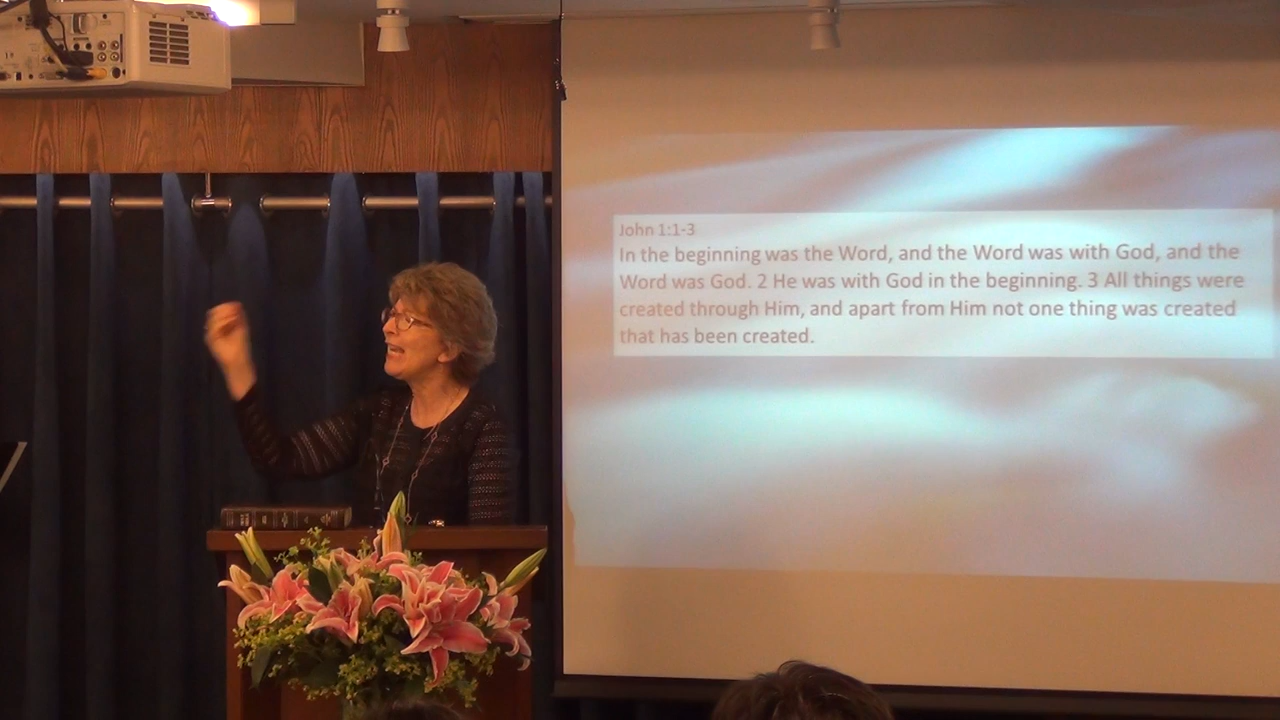 John 1:1-3
In the beginning was the Word, and the Word was with God, and the
Word was God. 2 He was with God in the beginning. 3 All things were
created through Him, and apart from Him not one thing was created
that has been created.